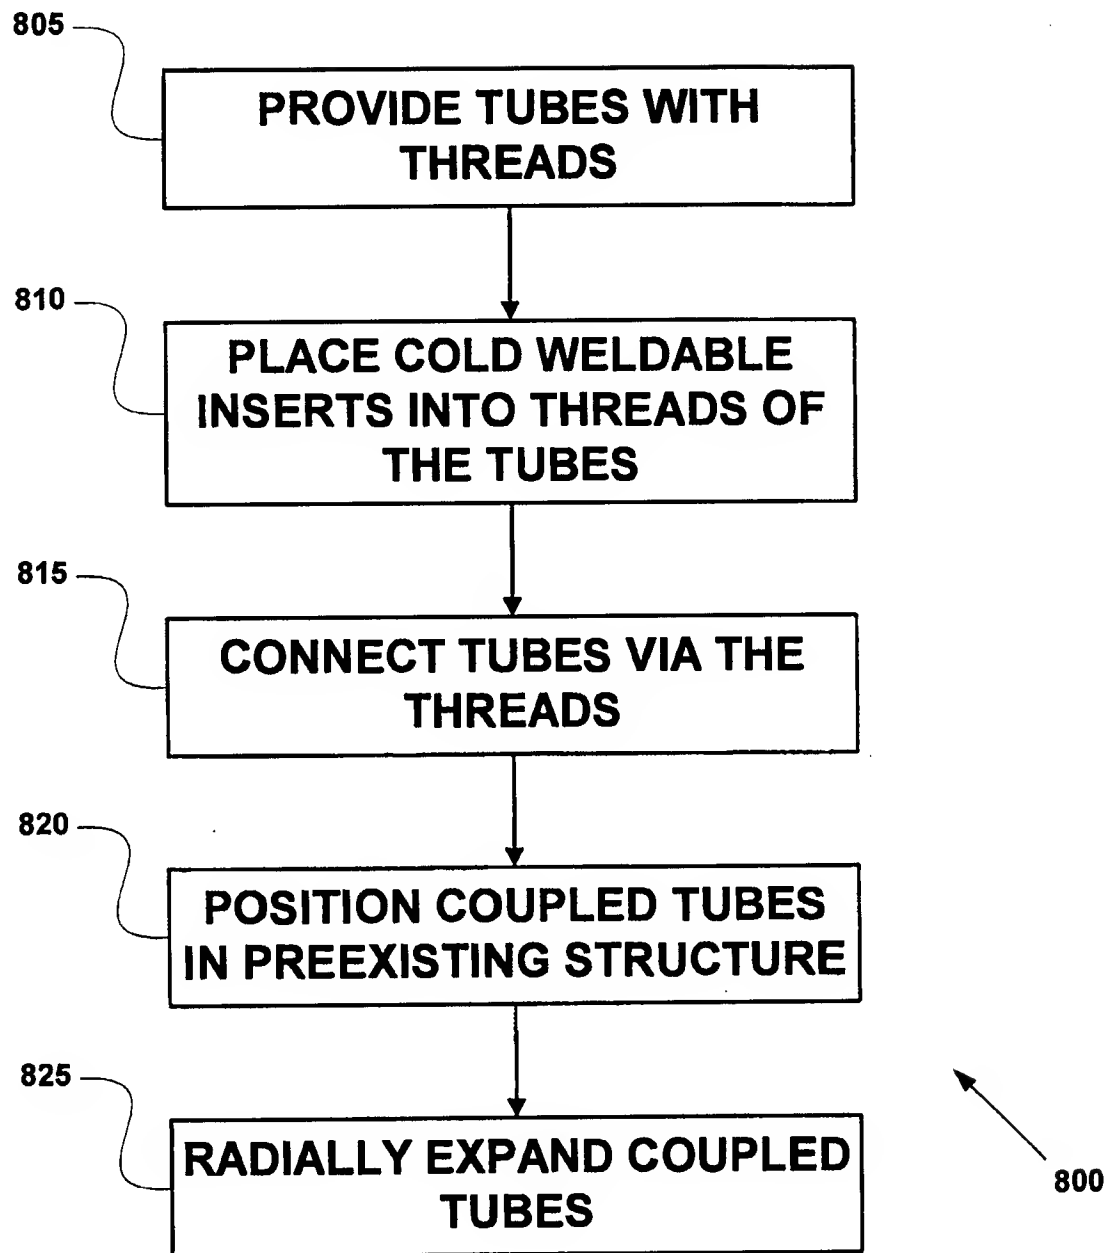 805
PROVIDE TUBES WITH
THREADS
810
PLACE COLD WELDABLE
INSERTS INTO THREADS OF
THE TUBES
815
CONNECT TUBES VIA THE
THREADS
820
POSITION COUPLED TUBES
IN PREEXISTING STRUCTURE
825
RADIALLY EXPAND COUPLED
TUBES
800